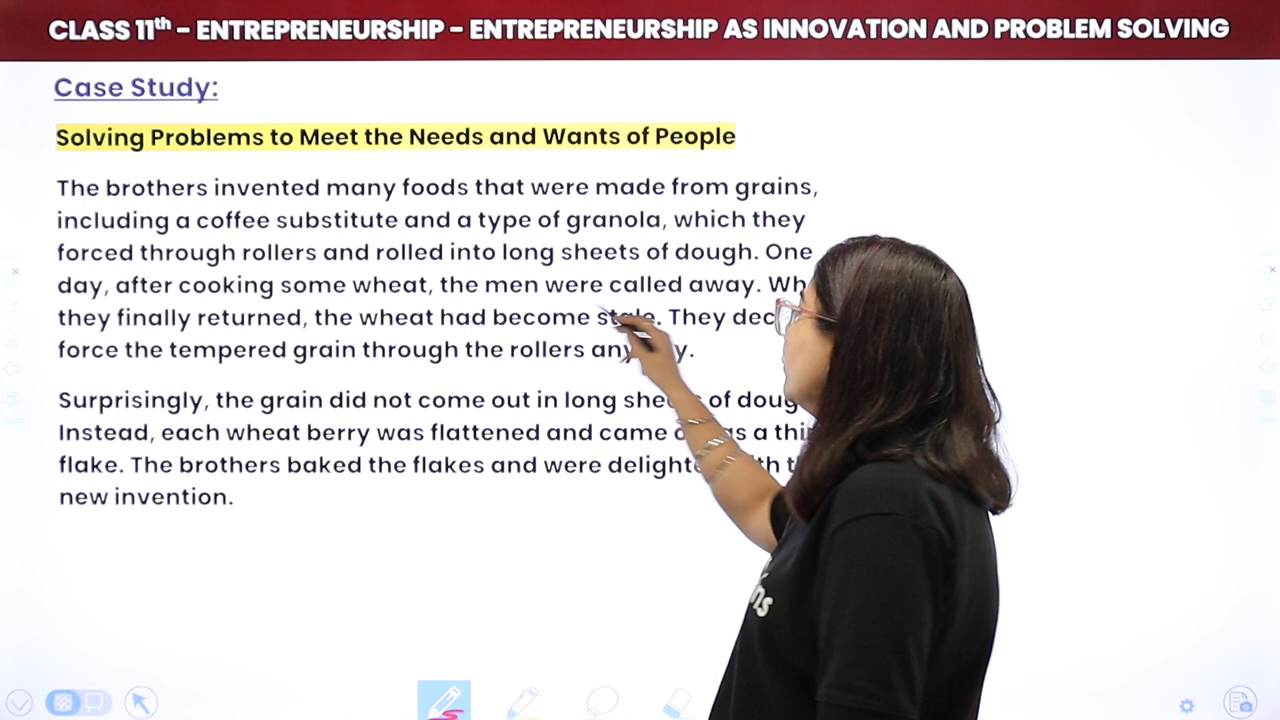 CLASS 11th - ENTREPRENEURSHIP - ENTREPRENEURSHIP AS INNOVATION AND PROBLEM SOLVING
Case Study:
Solving Problems to Meet the Needs and Wants of People
The brothers invented many foods that were made from grains,
including a coffee substitute and a type of granola, which they
forced through rollers and rolled into long sheets of dough. One
day, after cooking some wheat, the men were called away.
they finally returned, the wheat had become stale. They
force the tempered grain through the rollers
Surprisingly, the grain did not come out in long of
Instead, each wheat berry was flattened and came as a
flake. The brothers baked the flakes and were
new invention.